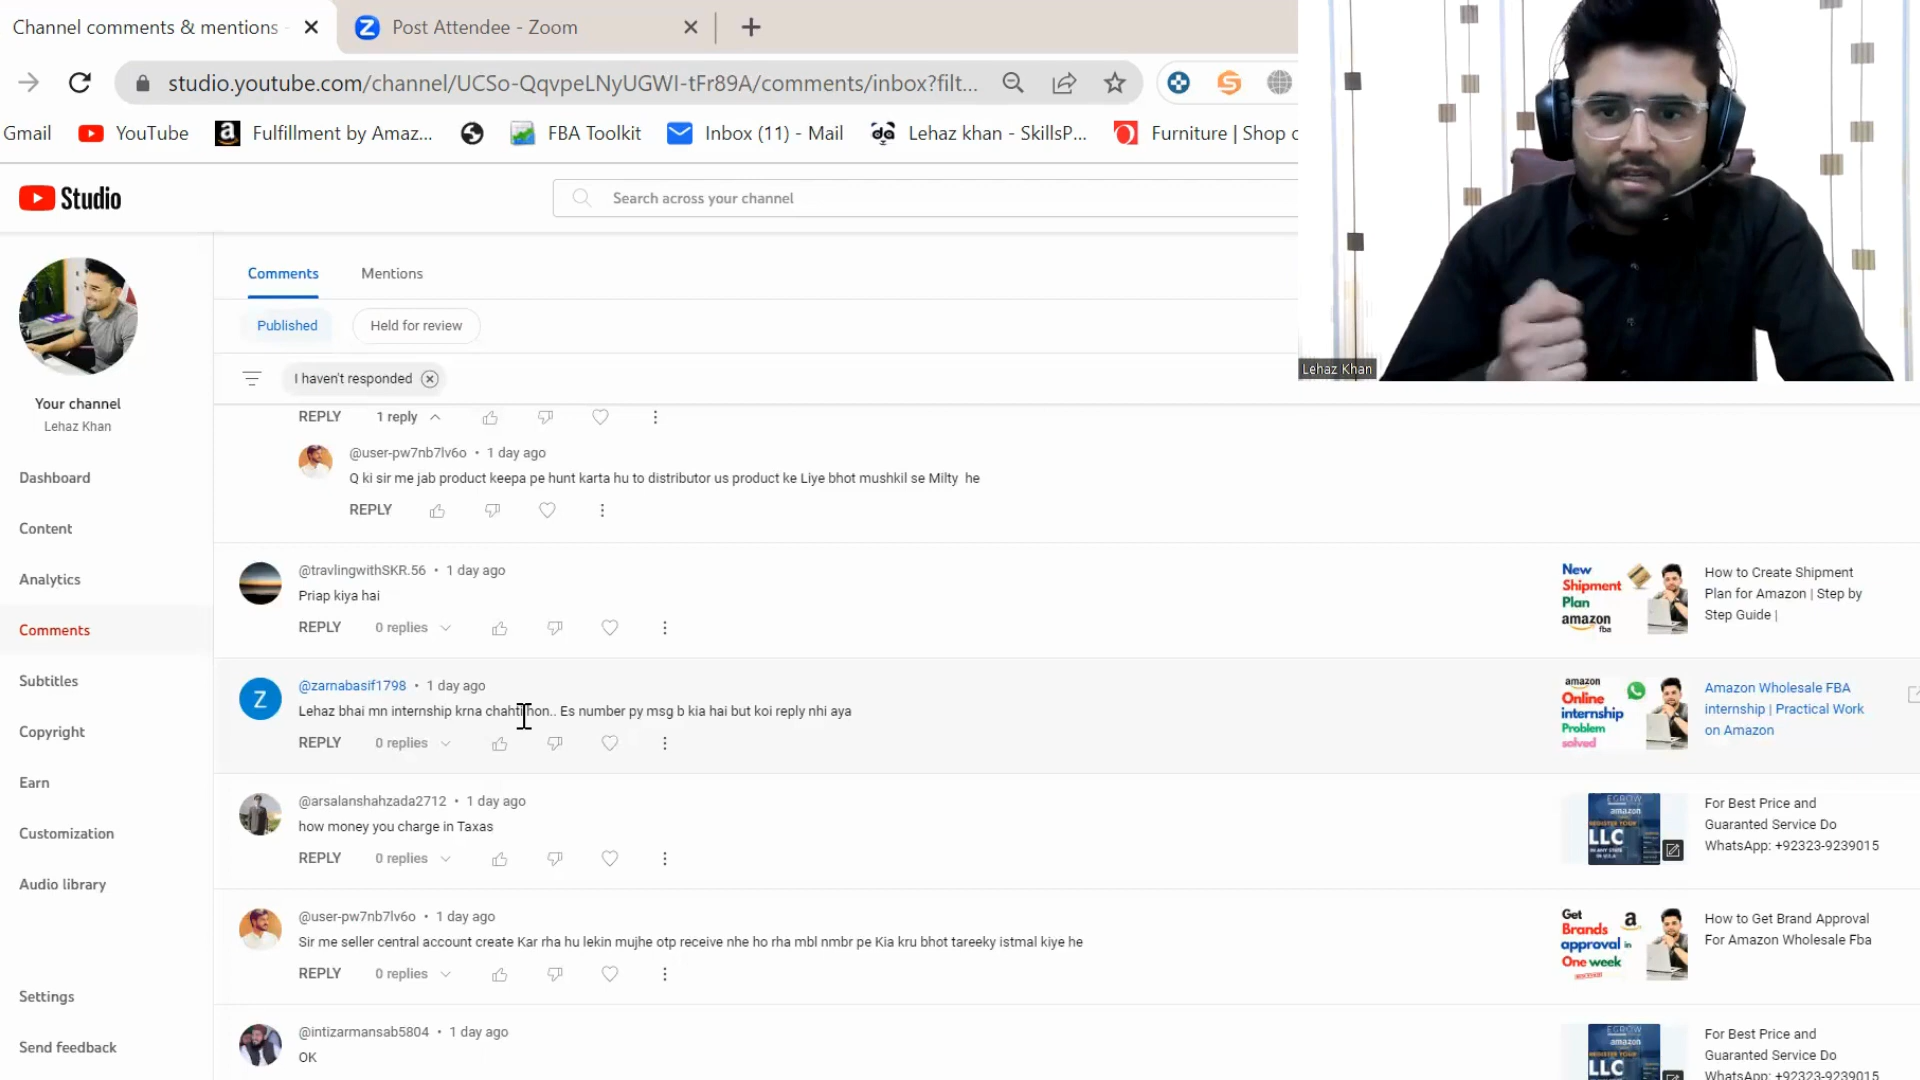 Channel comments & mentions -
Post Attendee - Zoom
studio.youtube.com/channel/UCSo-QqvpeLNyUGWI-tFr89A/comments/inbox?filt...
Gmail
YouTube
Fulfillment by Amaz...
FBA Toolkit
Inbox (11) - Mail
Lehaz khan - SkillsP...
Furniture | Shop
Lehaz Khan
Studio
Search across your channel
Your channel
Lehaz Khan
Dashboard
Content
Analytics
Comments
Subtitles
Copyright
Earn
Customization
Audio library
Settings
Send feedback
Comments
Mentions
Published
Held for review
I haven't responded
REPLY
1 reply
@user-pw7nb7lv6o • 1 day ago
Q ki sir me jab product keepa pe hunt karta hu to distributor us product ke Liye bhot mushkil se Milty he
REPLY
@travlingwithSKR.56 • 1 day ago
Priap kiya hai
REPLY
0 replies
New
Shipment
Plan
amazon
fba
How to Create Shipment
Plan for Amazon | Step by
Step Guide |
Z
@zarnabasif1798 • 1 day ago
Lehaz bhai mn internship krna chahti hon.. Es number py msg b kia hai but koi reply nhi aya
REPLY
0 replies
amazon
Online
internship
Problem
solved
Amazon Wholesale FBA
internship | Practical Work
on Amazon
@arsalanshahzada2712 • 1 day ago
how money you charge in Taxas
REPLY
0 replies
EGROW
amazon
REGISTER YOUR
LLC
For Best Price and
Guaranted Service Do
WhatsApp: +92323-9239015
@user-pw7nb7lv6o • 1 day ago
Sir me seller central account create Kar rha hu lekin mujhe otp receive nhe ho rha mbl nmbr pe Kia kru bhot tareeky istmal kiye he
REPLY
0 replies
Get
Brands
approval in
One week
How to Get Brand Approval
For Amazon Wholesale Fba
@intizarmansab5804 • 1 day ago
OK
EGROW
amazon
REGISTER YOUR
LLC
For Best Price and
Guaranted Service Do
WhatsApp: +92323-9239015